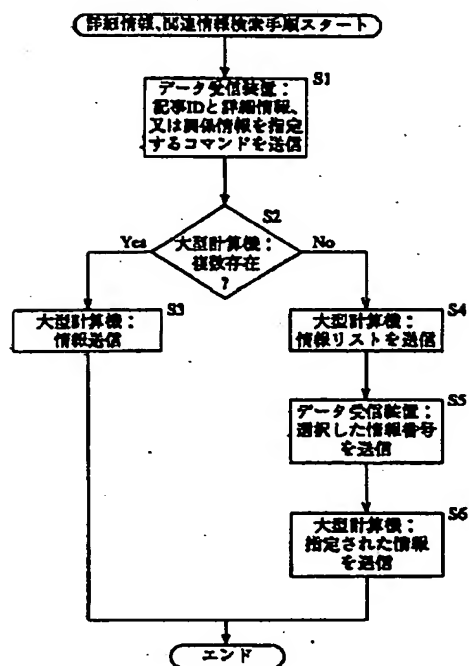 詳細情報、関連情報検索手順スタート
S1
データ受信装置：
記事IDと詳細情報、
又は関係情報を指定
するコマンドを送信
S2
大型計算機：
複数存在
？
Yes
No
S3
大型計算機：
情報送信
S4
大型計算機：
情報リストを送信
S5
データ受信装置：
選択した情報番号
を送信
S6
大型計算機：
指定された情報
を送信
エンド